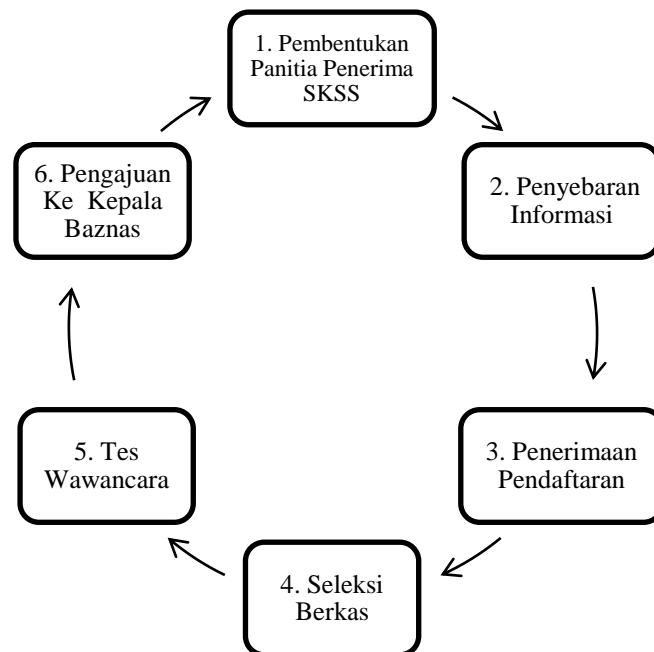 1. Pembentukan
Panitia Penerima
SKSS
2. Penyebaran
Informasi
3. Penerimaan
Pendaftaran
4. Seleksi
Berkas
5. Tes
Wawancara
6. Pengajuan
Ke  Kepala
Baznas